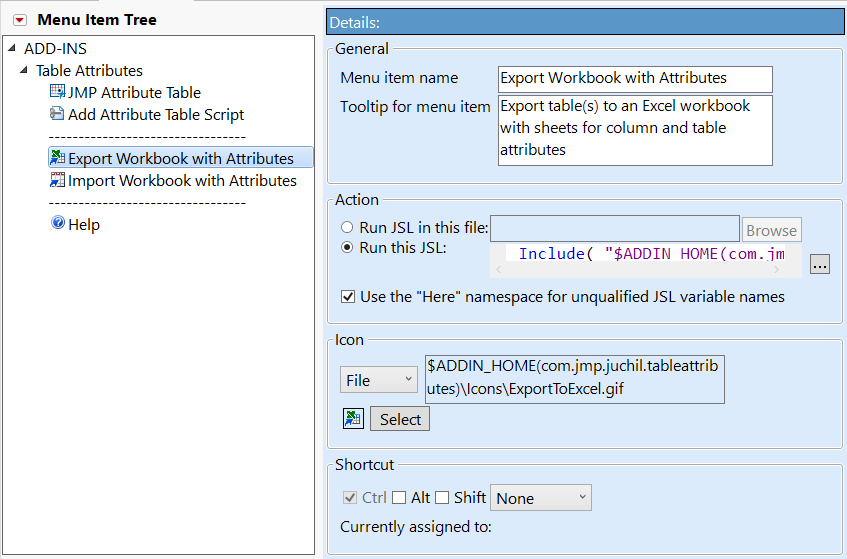 Menu Item Tree
ADD-INS
Table Attributes
JMP Attribute Table
Add Attribute Table Script
--------------------------------
Export Workbook with Attributes
Import Workbook with Attributes
--------------------------------
Help
Details:
General
Menu item name
Export Workbook with Attributes
Tooltip for menu item
Export table(s) to an Excel workbook
with sheets for column and table
attributes
Action
Run JSL in this file:
Browse
Run this JSL:
Include( "$ADDIN_HOME(com.jm
...
Use the "Here" namespace for unqualified JSL variable names
Icon
File
$ADDIN_HOME(com.jmp.juchil.tableattrib
utes)\Icons\ExportToExcel.gif
Select
Shortcut
Ctrl Alt Shift None
Currently assigned to: